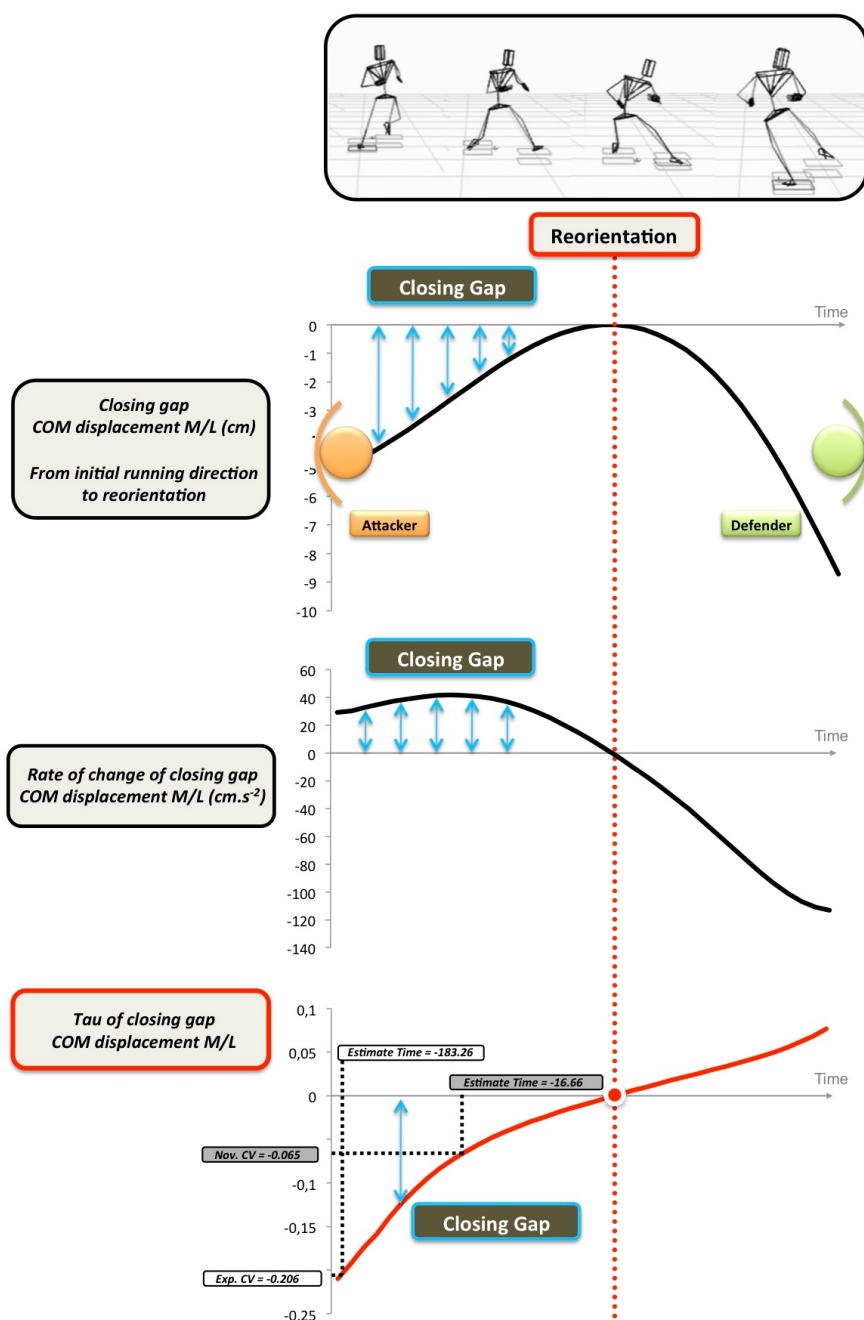 Reorientation
Closing Gap
Time
0
-1
-2
-3
-5
-6
-7
-8
-9
-10
Closing gap
COM displacement M/L (cm)
From initial running direction
to reorientation
Attacker
Defender
Closing Gap
60
40
20
0
-20
-40
-60
-80
-100
-120
-140
Time
Rate of change of closing gap
COM displacement M/L (cm.s⁻²)
Tau of closing gap
COM displacement M/L
0,1
0,05
0
-0,1
-0,15
-0,25
Estimate Time = -183.26
Estimate Time = -16.66
Time
Nov. CV = -0.065
Closing Gap
Exp. CV = -0.206